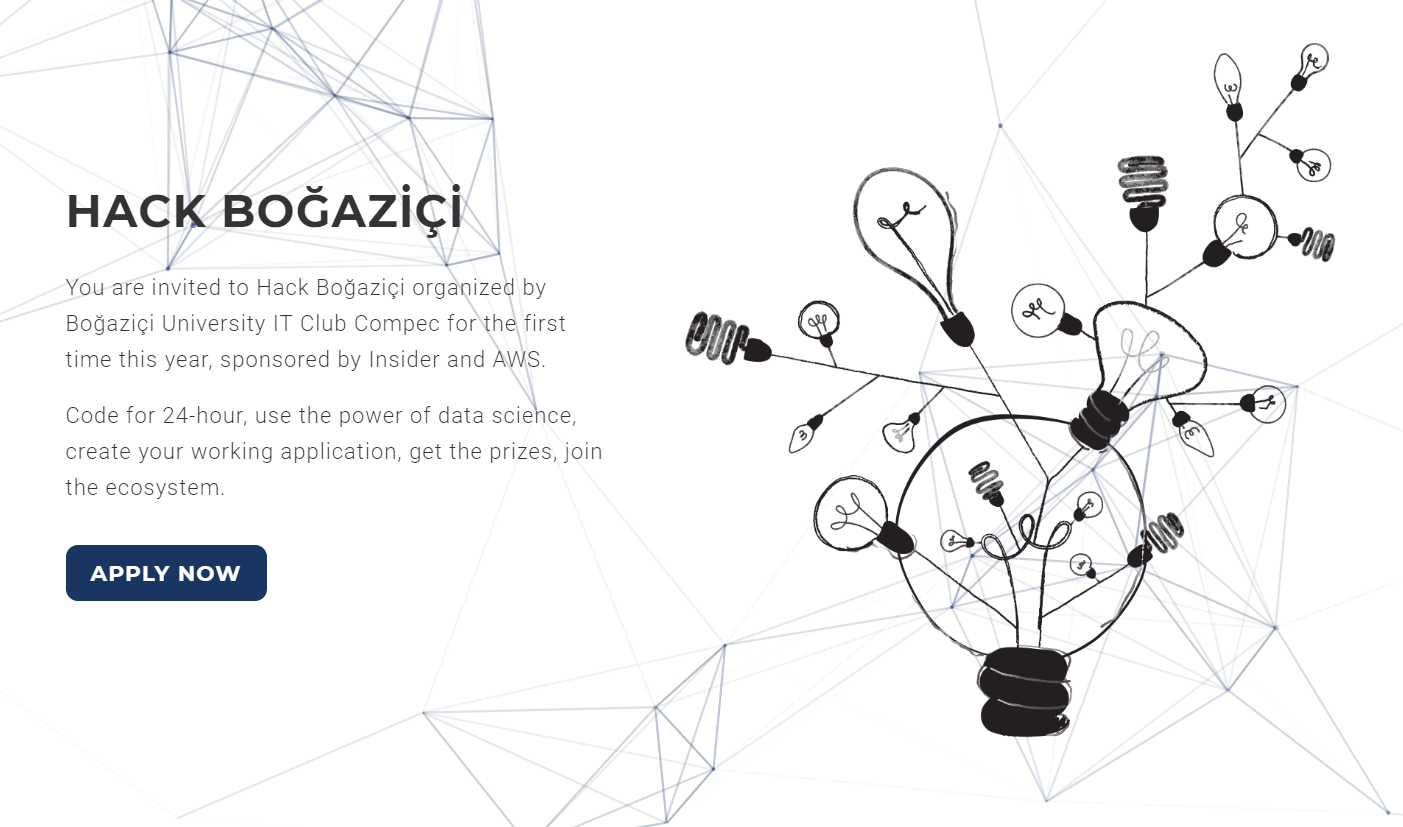 HACK BOĞAZİÇİ
You are invited to Hack Boğaziçi organized by
Boğaziçi University IT Club Compec for the first
time this year, sponsored by Insider and AWS.
Code for 24-hour, use the power of data science,
create your working application, get the prizes, join
the ecosystem.
APPLY NOW